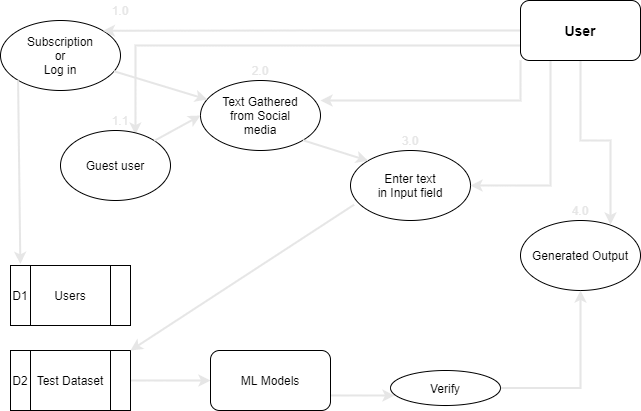 1.0
User
Subscription
or
Log in
2.0
Text Gathered
from Social
media
1.1
Guest user
3.0
Enter text
in Input field
4.0
Generated Output
D1 Users
D2 Test Dataset
ML Models
Verify